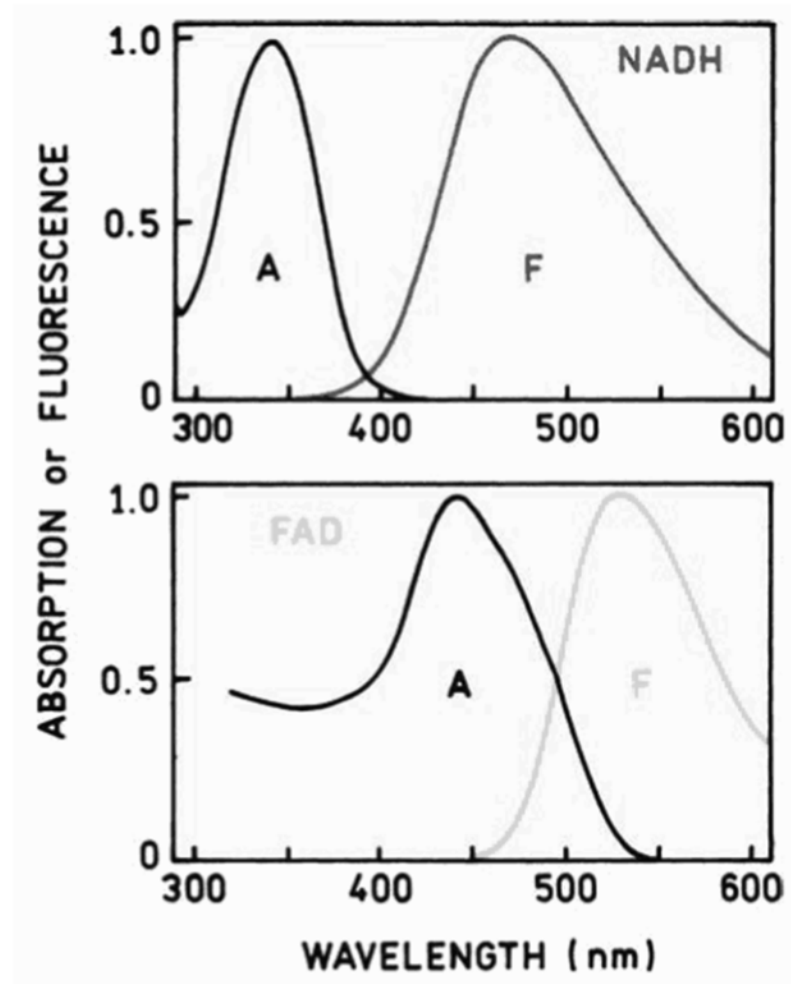 ABSORPTION or FLUORESCENCE
1.0
NADH
0.5
A
F
0
300 400 500 600
1.0
FAD
0.5
A
F
0
300 400 500 600
WAVELENGTH (nm)